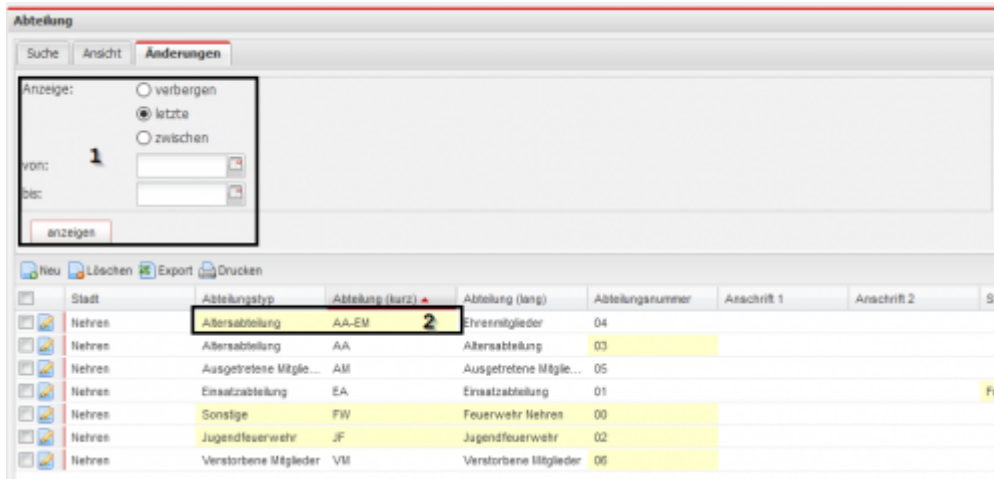 Abteilung
Suche Ansicht Änderungen
Anzeige: verbergen
letzte
zwischen
1
von:
bis:
anzeigen
Neu Löschen Export Drucken
Stadt Abteilungstyp Abteilung (kurz) Abteilung (lang) Abteilungsnummer Anschrift 1 Anschrift 2 S
Nehren Altersabteilung AA-EM 2 Ehrenmitglieder 04
Nehren Altersabteilung AA Altersabteilung 03
Nehren Ausgetretene Mitglie... AM Ausgetretene Mitglie... 05
Nehren Einsatzabteilung EA Einsatzabteilung 01
Nehren Sonstige FW Feuerwehr Nehren 00
Nehren Jugendfeuerwehr JF Jugendfeuerwehr 02
Nehren Verstorbene Mitglieder VM Verstorbene Mitglieder 06